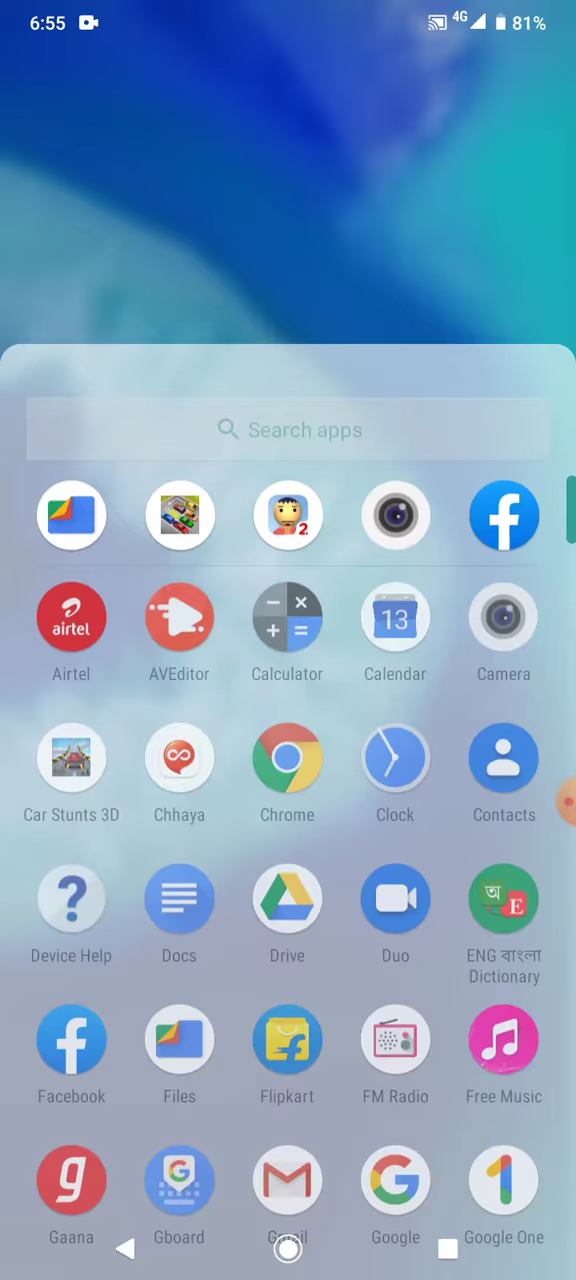 6:55 4G 81%
Search apps
2
airtel
13
Airtel AVEditor Calculator Calendar Camera
Car Stunts 3D Chhaya Chrome Clock Contacts
অ E
Device Help Docs Drive Duo ENG বাংলা
Dictionary
Facebook Files Flipkart FM Radio Free Music
Gaana Gboard Gmail Google Google One